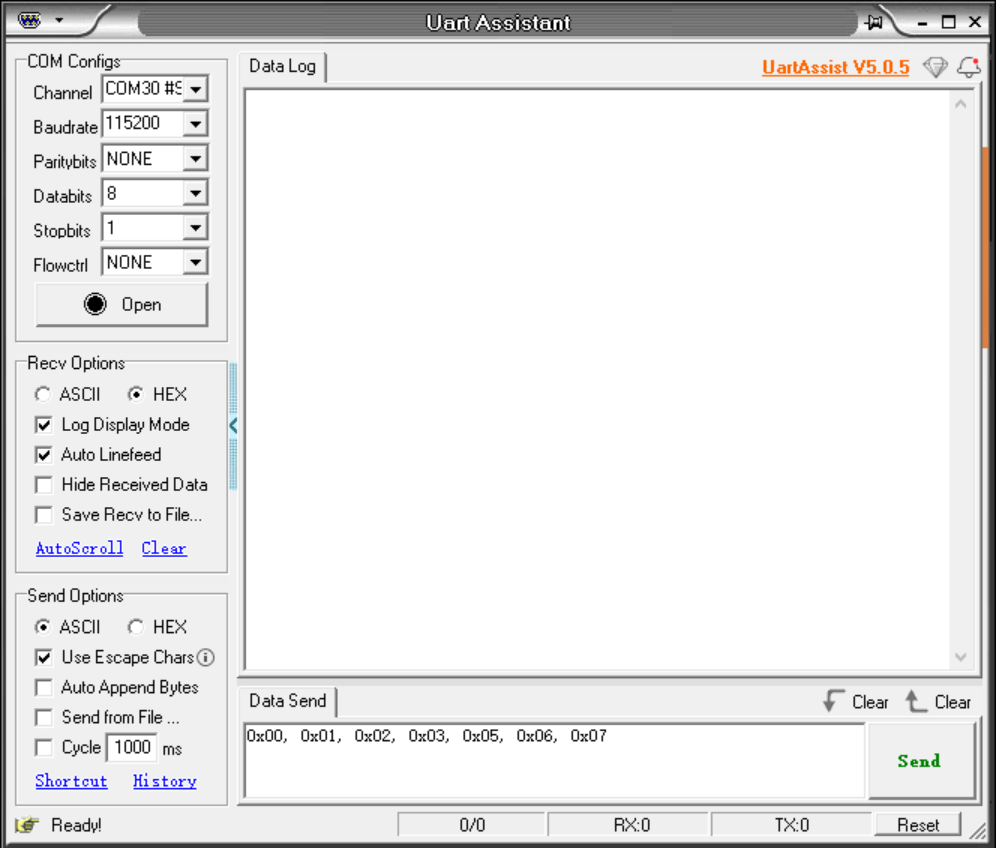 Uart Assistant
COM Configs
Channel COM30 #S
Baudrate 115200
Paritybits NONE
Databits 8
Stopbits 1
Flowctrl NONE
Open
Recv Options
ASCII HEX
Log Display Mode
Auto Linefeed
Hide Received Data
Save Recv to File...
AutoScroll Clear
Send Options
ASCII HEX
Use Escape Chars
Auto Append Bytes
Send from File ...
Cycle 1000 ms
Shortcut History
Data Log
UartAssist V5.0.5
Data Send
Clear Clear
0x00, 0x01, 0x02, 0x03, 0x05, 0x06, 0x07
Send
Ready! 0/0 RX:0 TX:0 Reset